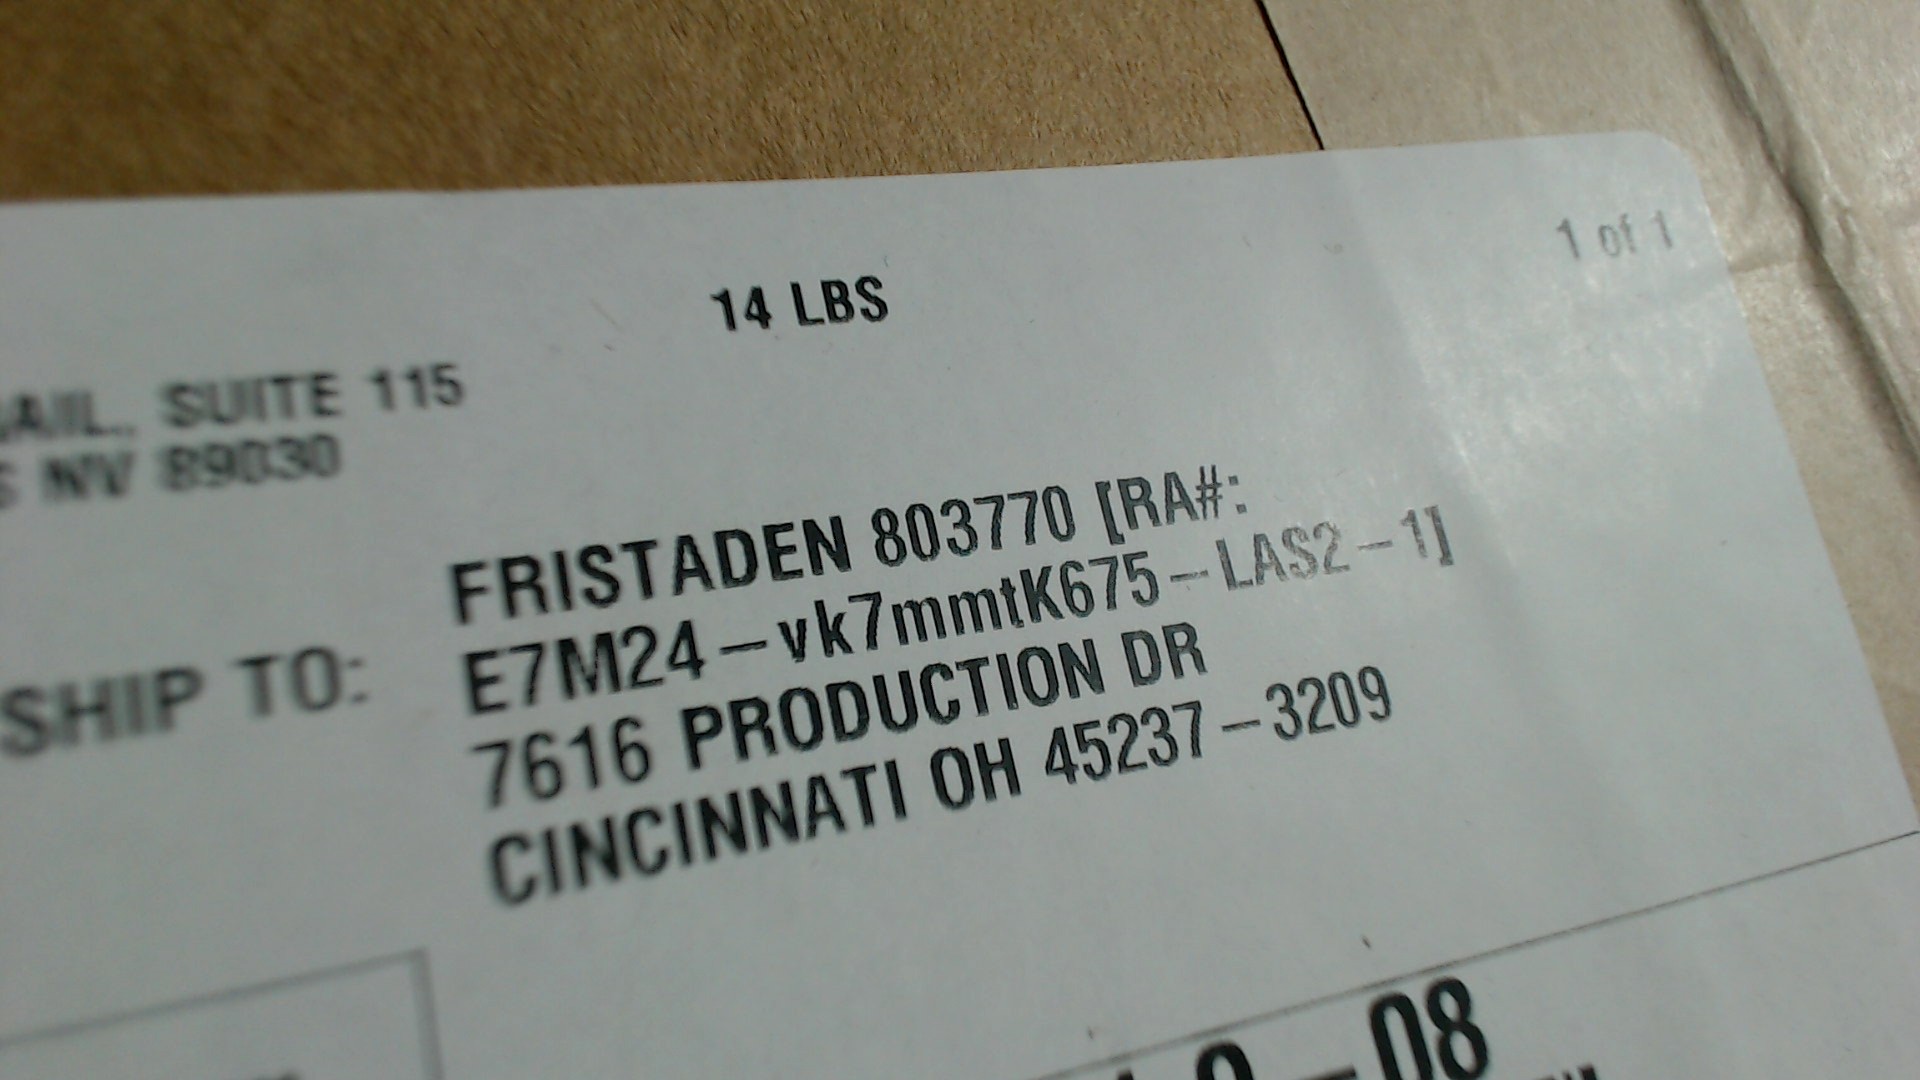 14 LBS
1 of 1
SUITE 115
NV 89030
FRISTADEN 803770 [RA#:
E7M24-vk7mmtK675-LAS2-1]
SHIP TO:
7616 PRODUCTION DR
CINCINNATI OH 45237-3209
-08